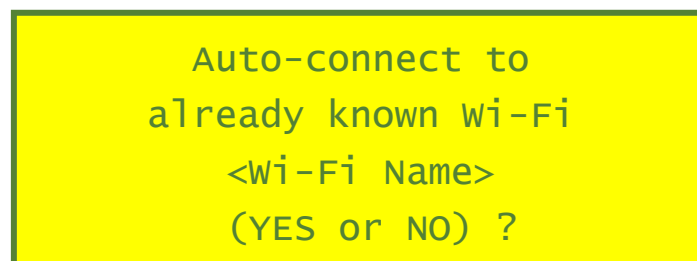 Auto-connect to
already known Wi-Fi
<Wi-Fi Name>
(YES or NO) ?